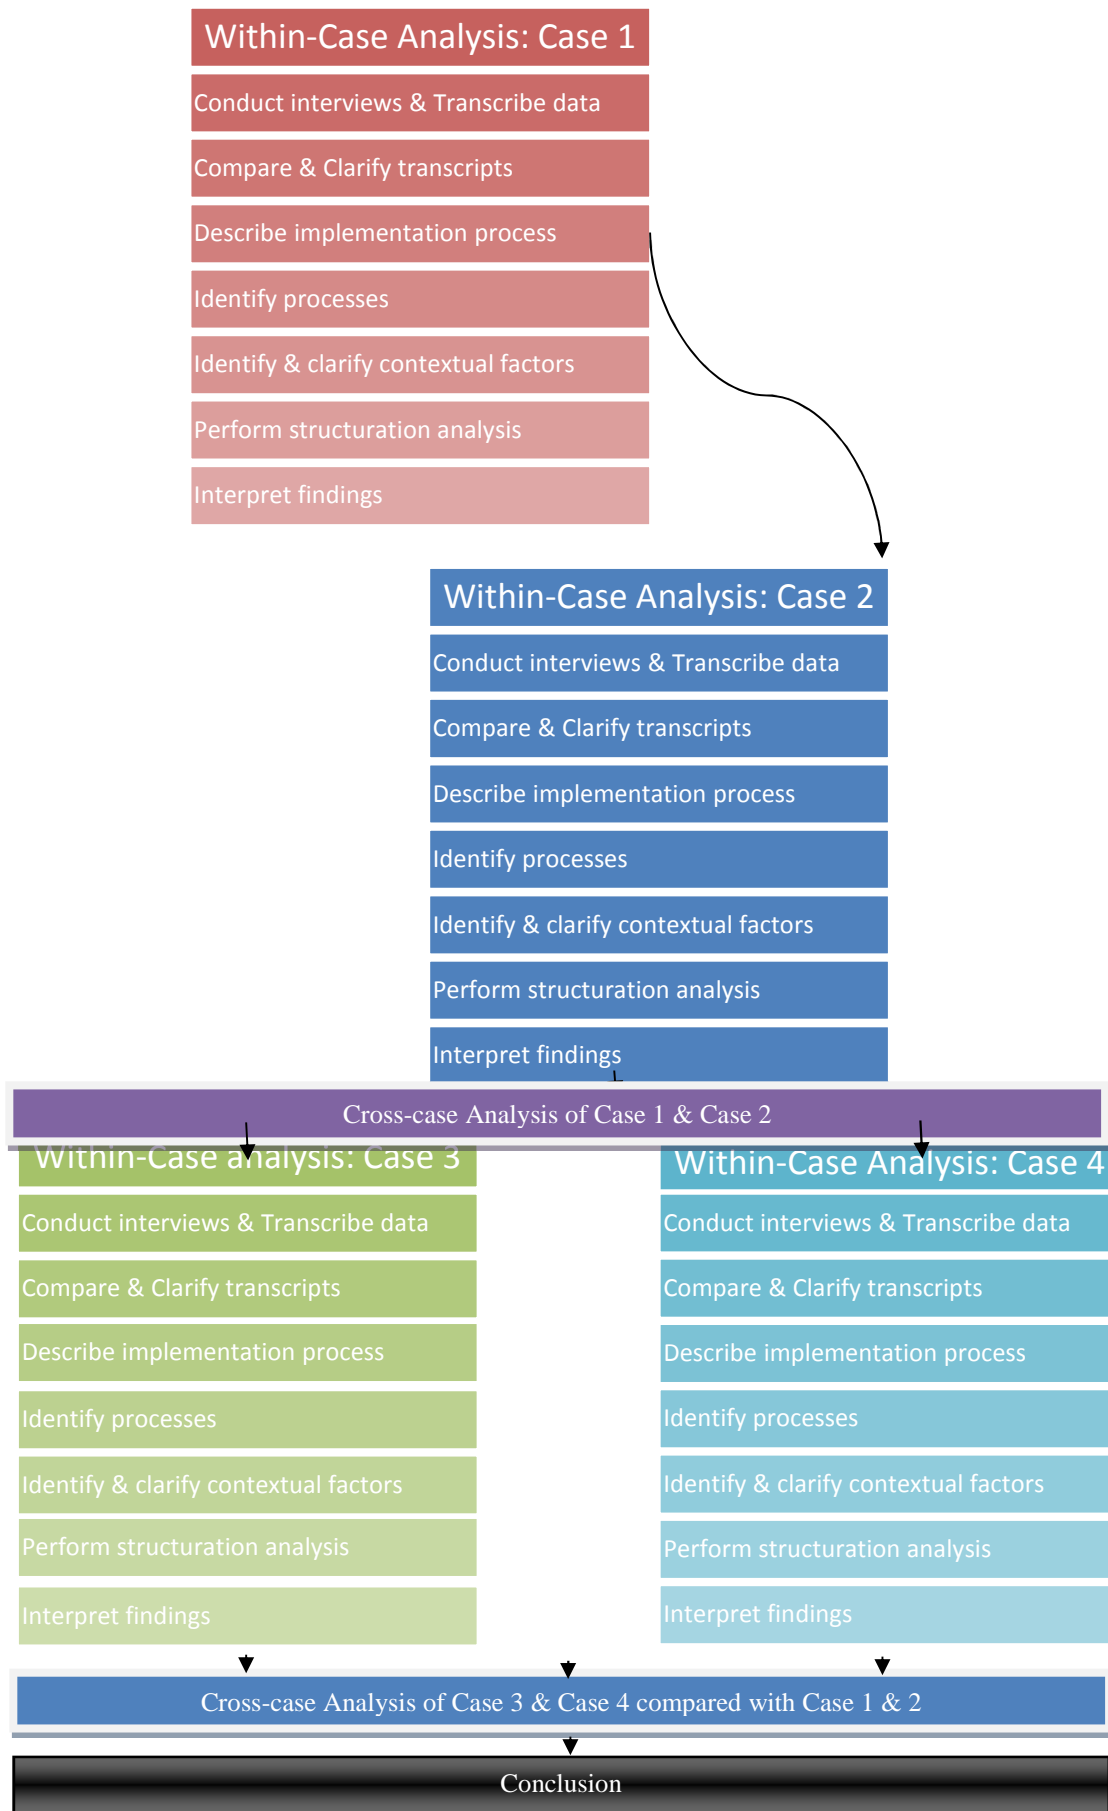 Within-Case Analysis: Case 1
Conduct interviews & Transcribe data
Compare & Clarify transcripts
Describe implementation process
Identify processes
Identify & clarify contextual factors
Perform structuration analysis
Interpret findings
Within-Case Analysis: Case 2
Conduct interviews & Transcribe data
Compare & Clarify transcripts
Describe implementation process
Identify processes
Identify & clarify contextual factors
Perform structuration analysis
Interpret findings
Cross-case Analysis of Case 1 & Case 2
Within-Case analysis: Case 3
Conduct interviews & Transcribe data
Compare & Clarify transcripts
Describe implementation process
Identify processes
Identify & clarify contextual factors
Perform structuration analysis
Interpret findings
Within-Case Analysis: Case 4
Conduct interviews & Transcribe data
Compare & Clarify transcripts
Describe implementation process
Identify processes
Identify & clarify contextual factors
Perform structuration analysis
Interpret findings
Cross-case Analysis of Case 3 & Case 4 compared with Case 1 & 2
Conclusion